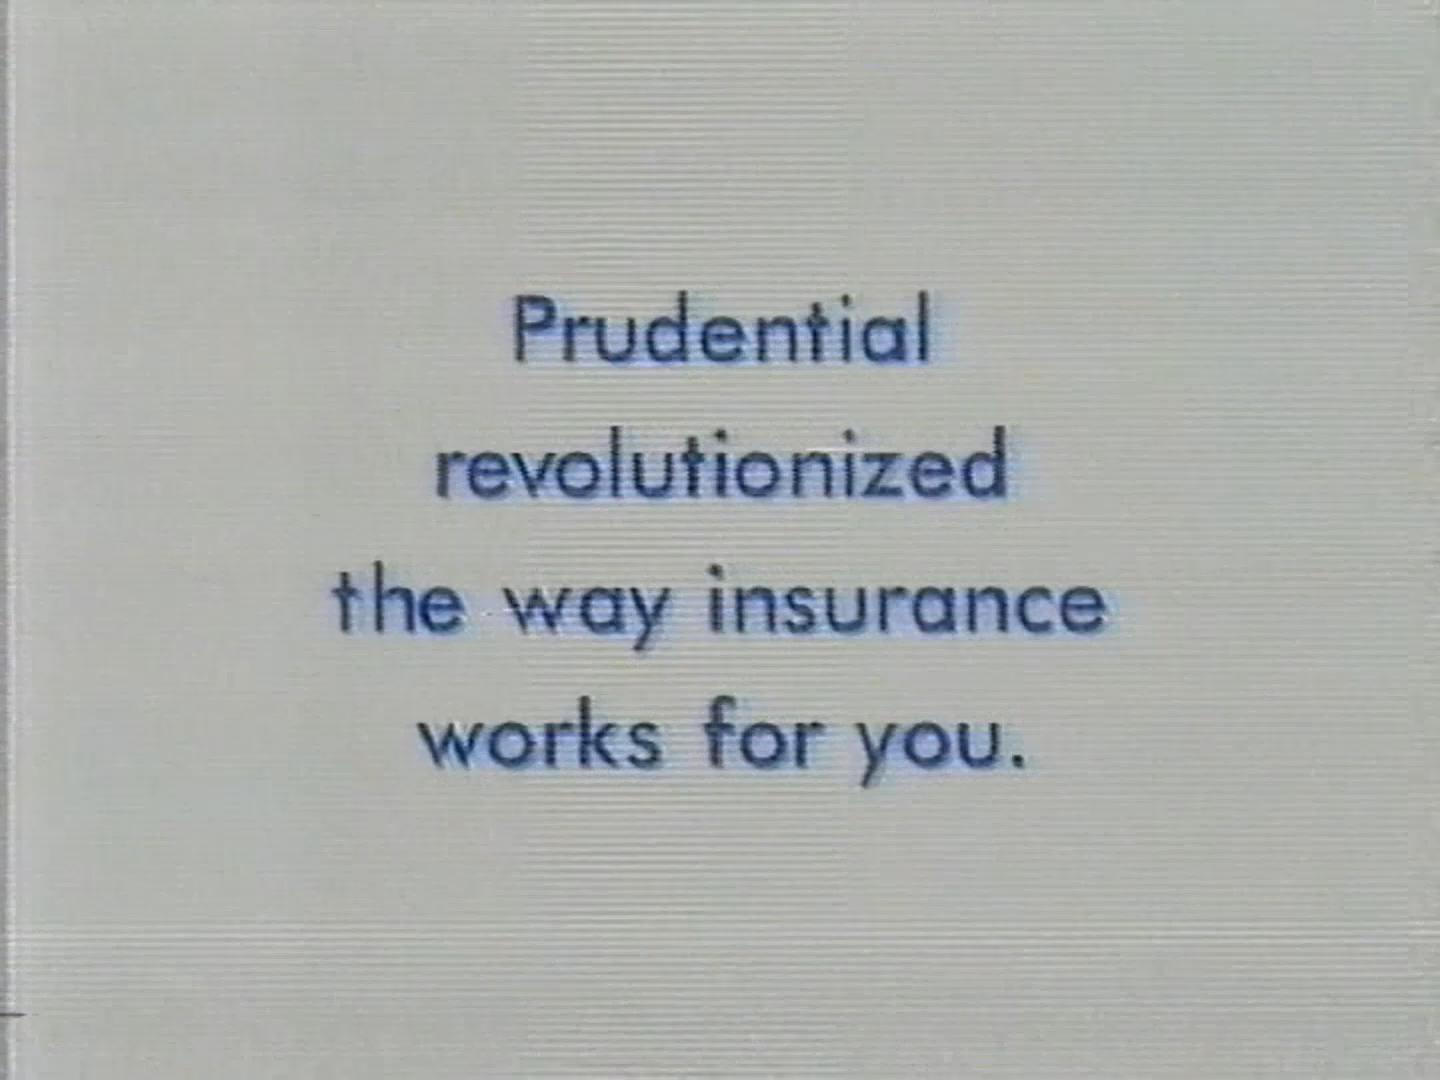 Prudential
revolutionized
the way insurance
works for you.